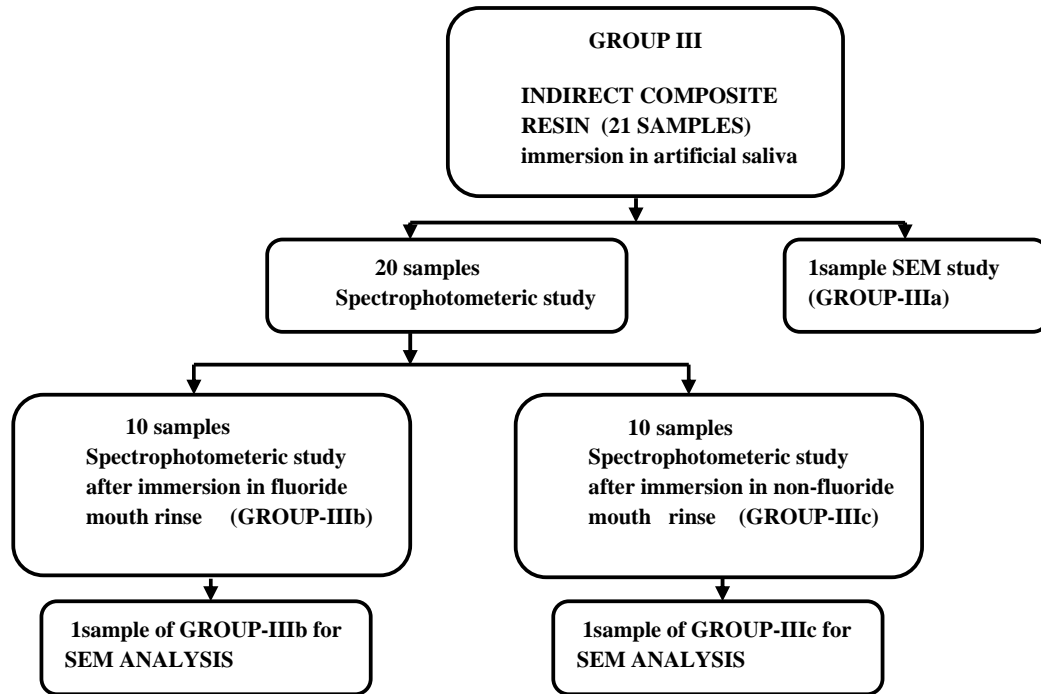 GROUP III
INDIRECT COMPOSITE
RESIN (21 SAMPLES)
immersion in artificial saliva
20 samples
Spectrophotometeric study
1sample SEM study
(GROUP-IIIa)
10 samples
Spectrophotometeric study
after immersion in fluoride
mouth rinse (GROUP-IIIb)
10 samples
Spectrophotometeric study
after immersion in non-fluoride
mouth rinse (GROUP-IIIc)
1sample of GROUP-IIIb for
SEM ANALYSIS
1sample of GROUP-IIIc for
SEM ANALYSIS